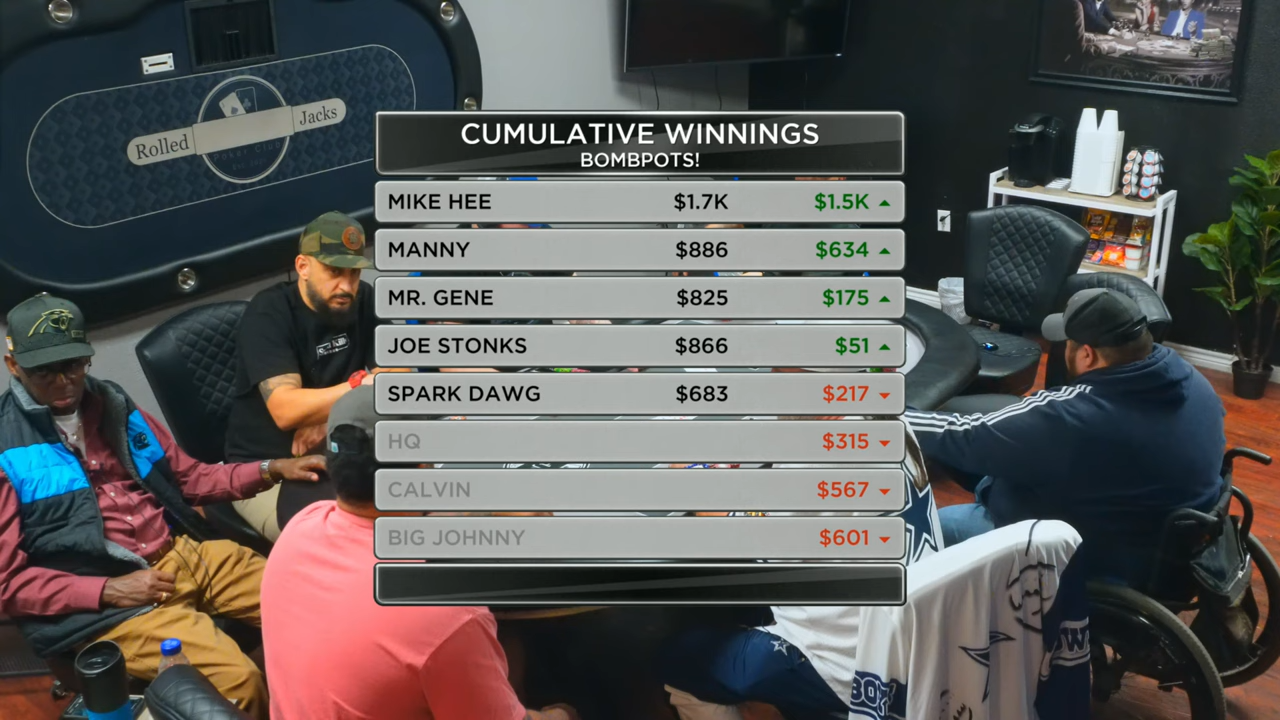 Rolled Jacks
CUMULATIVE WINNINGS
BOMBPOTS!
MIKE HEE $1.7K $1.5K
MANNY $886 $634
MR. GENE $825 $175
JOE STONKS $866 $51
SPARK DAWG $683 $217
HQ $315
CALVIN $567
BIG JOHNNY $601